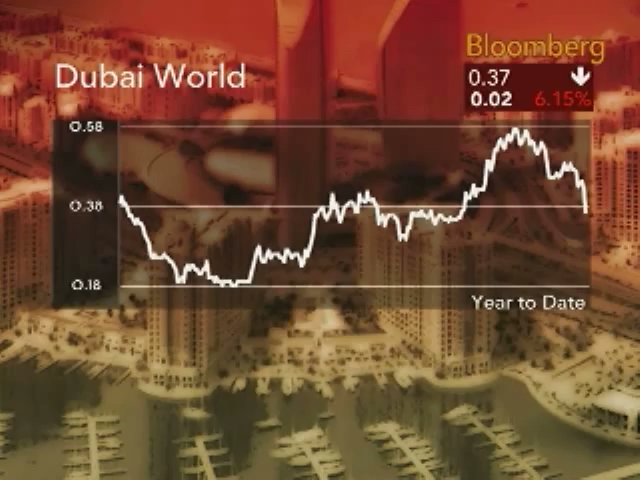 Bloomberg
Dubai World
0.37
0.02 6.15%
0.58
0.38
0.18
Year to Date